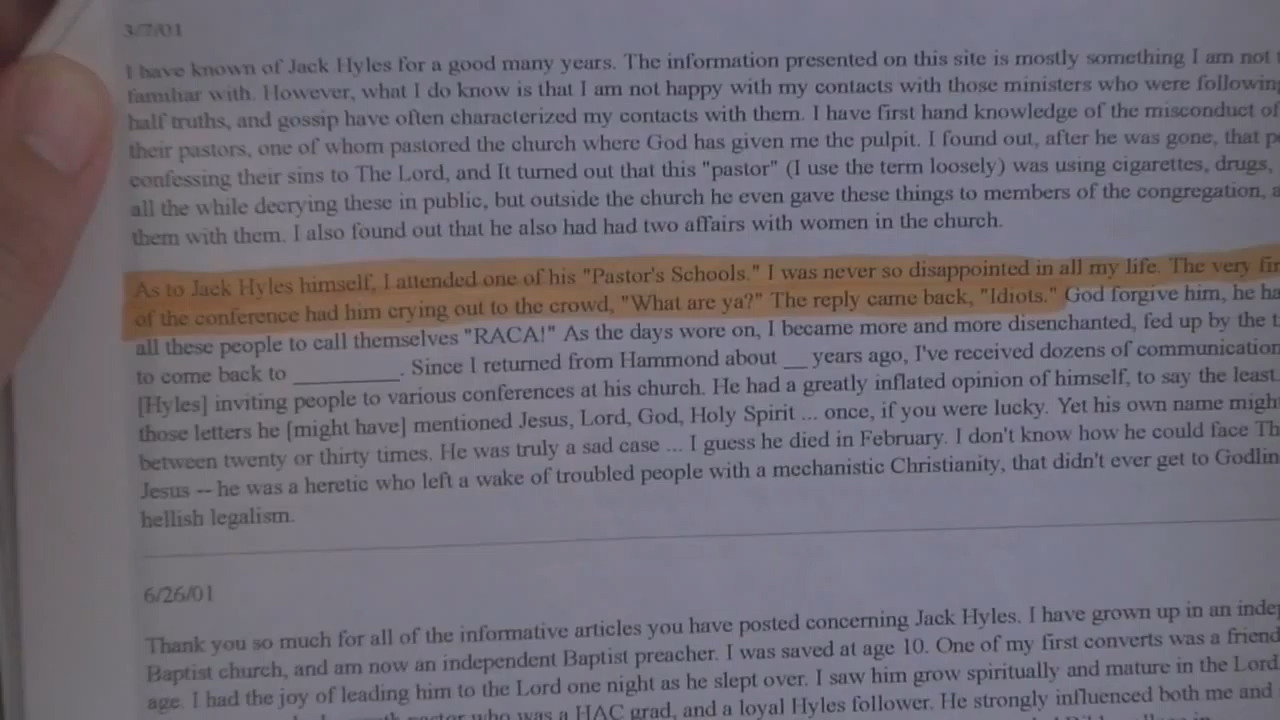 3/7/01
I have known of Jack Hyles for a good many years. The information presented on this site is mostly something I am not
familiar with. However, what I do know is that I am not happy with my contacts with those ministers who were following
half truths, and gossip have often characterized my contacts with them. I have first hand knowledge of the misconduct of
their pastors, one of whom pastored the church where God has given me the pulpit. I found out, after he was gone, that
confessing their sins to The Lord, and It turned out that this "pastor" (I use the term loosely) was using cigarettes, drugs,
all the while decrying these in public, but outside the church he even gave these things to members of the congregation,
them with them. I also found out that he also had had two affairs with women in the church.
As to Jack Hyles himself, I attended one of his "Pastor's Schools." I was never so disappointed in all my life. The very
of the conference had him crying out to the crowd, "What are ya?" The reply came back, "Idiots." God forgive him, he
all these people to call themselves "RACA!" As the days wore on, I became more and more disenchanted, fed up by the
to come back to _________. Since I returned from Hammond about __ years ago, I've received dozens of
[Hyles] inviting people to various conferences at his church. He had a greatly inflated opinion of himself, to say the least.
those letters he [might have] mentioned Jesus, Lord, God, Holy Spirit ... once, if you were lucky. Yet his own name
between twenty or thirty times. He was truly a sad case ... I guess he died in February. I don't know how he could face
Jesus -- he was a heretic who left a wake of troubled people with a mechanistic Christianity, that didn't ever get to
hellish legalism.
6/26/01
Thank you so much for all of the informative articles you have posted concerning Jack Hyles. I have grown up in an
Baptist church, and am now an independent Baptist preacher. I was saved at age 10. One of my first converts was a friend
age. I had the joy of leading him to the Lord one night as he slept over. I saw him grow spiritually and mature in the Lord
who was a HAC grad, and a loyal Hyles follower. He strongly influenced both me and